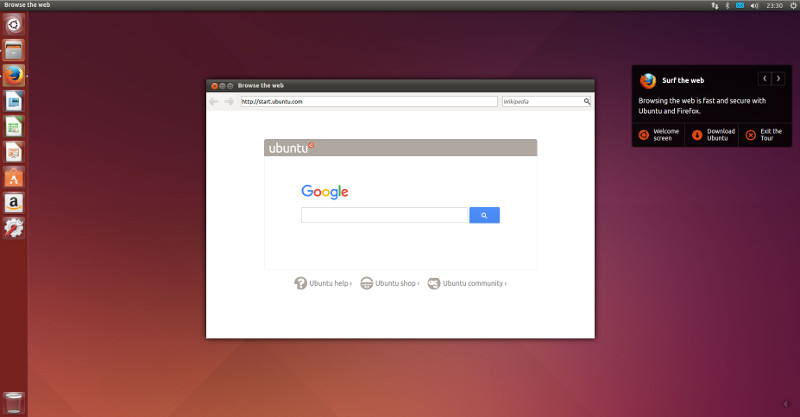 Browse the web
23:30
Browse the web
http://start.ubuntu.com
Wikipedia
ubuntu
Google
Ubuntu help ›
Ubuntu shop ›
Ubuntu community ›
Surf the web
Browsing the web is fast and secure with
Ubuntu and Firefox.
Welcome
screen
Download
Ubuntu
Exit the
Tour